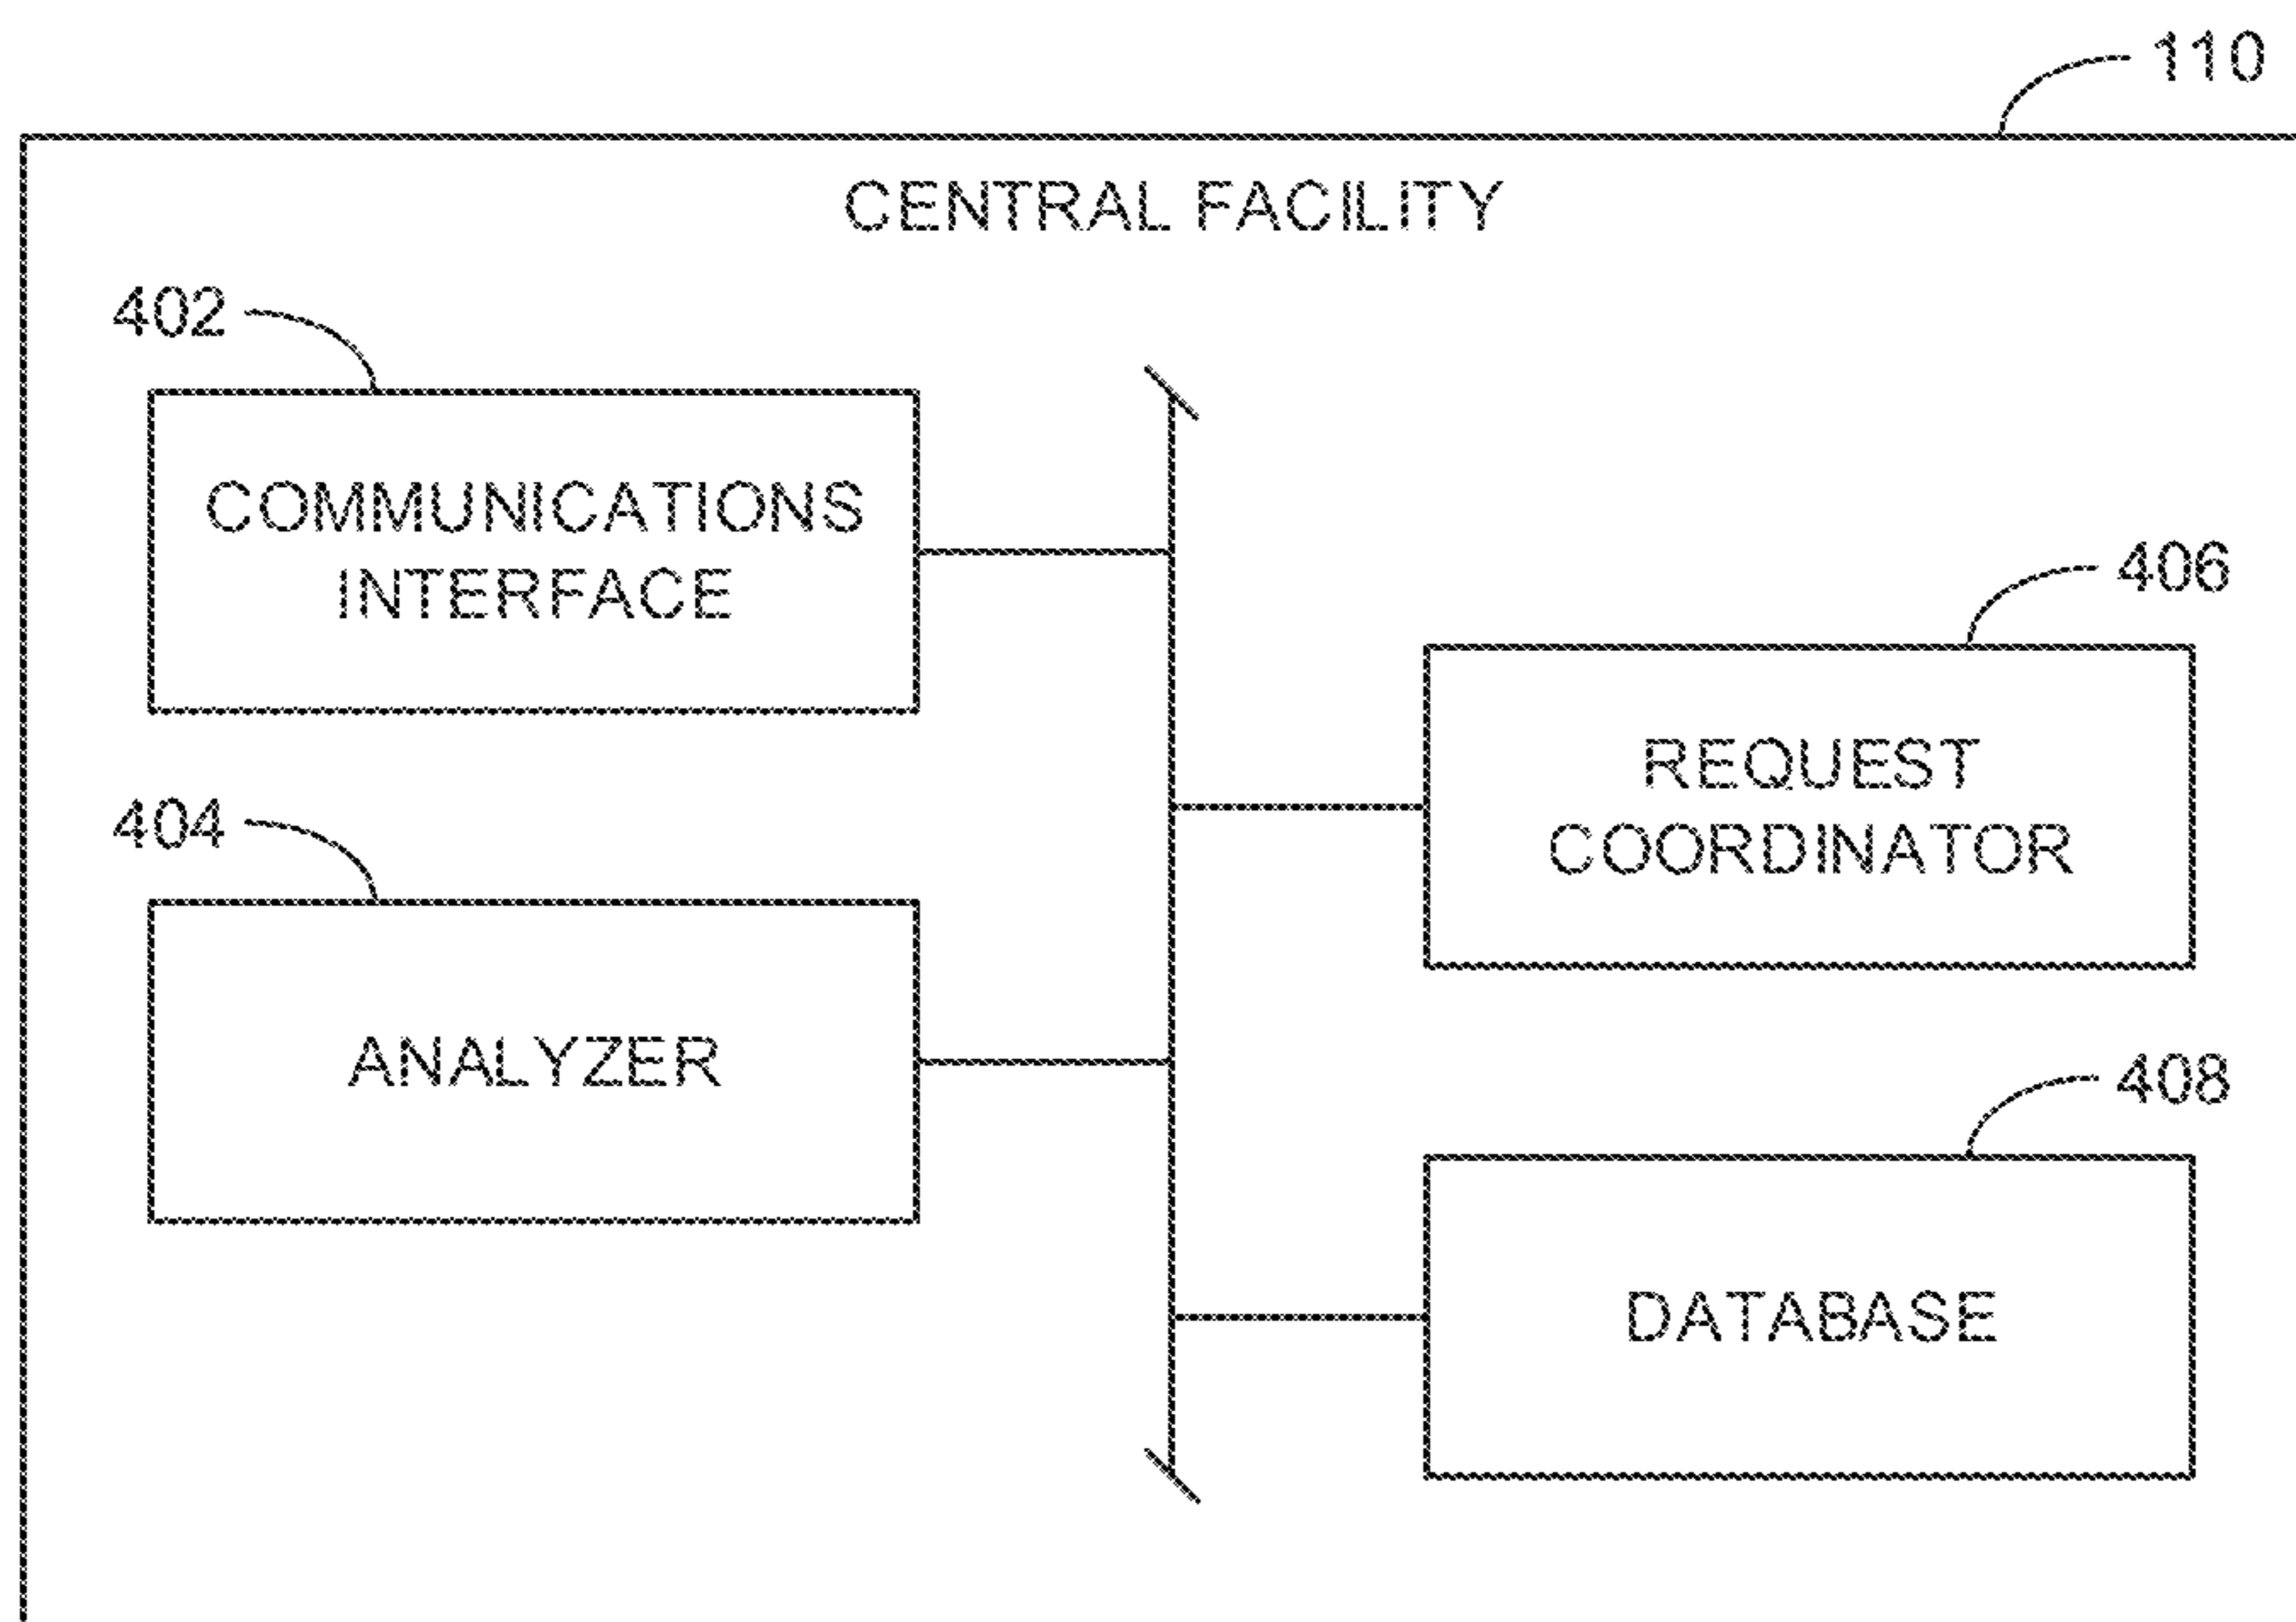 110
CENTRAL FACILITY
402
COMMUNICATIONS
INTERFACE
406
REQUEST
COORDINATOR
404
ANALYZER
408
DATABASE